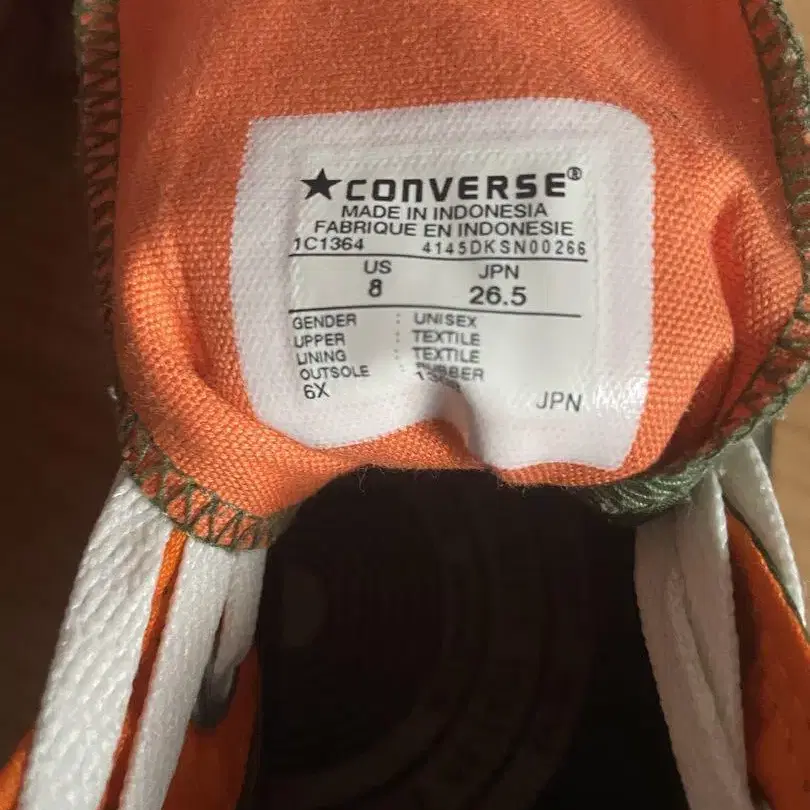 ★CONVERSE®
MADE IN INDONESIA
FABRIQUE EN INDONESIE
1C1364 4145DKSN00266
US JPN
8 26.5
GENDER : UNISEX
UPPER : TEXTILE
LINING : TEXTILE
OUTSOLE : RUBBER
6X JPN